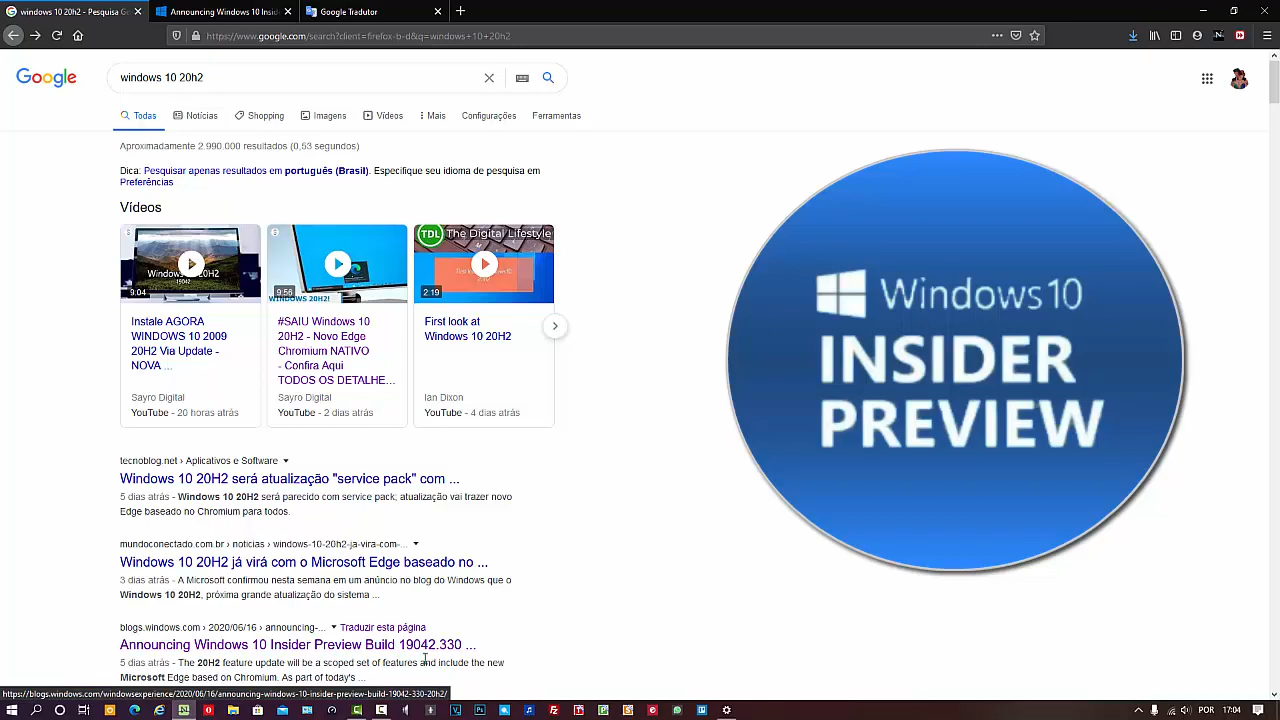 windows 10 20h2 - Pesquisa Go
Announcing Windows 10 Insid
Google Tradutor
https://www.google.com/search?client=firefox-b-d&q=windows+10+20h2
Google
windows 10 20h2
Todas Notícias Shopping Imagens Vídeos Mais Configurações Ferramentas
Aproximadamente 2.990.000 resultados (0,53 segundos)
Dica: Pesquisar apenas resultados em português (Brasil). Especifique seu idioma de pesquisa em
Preferências
Vídeos
9:04
Instale AGORA
WINDOWS 10 2009
20H2 Via Update -
NOVA ...
Sayro Digital
YouTube - 20 horas atrás
9:56
WINDOWS 20H2!
#SAIU Windows 10
20H2 - Novo Edge
Chromium NATIVO
- Confira Aqui
TODOS OS DETALHE...
Sayro Digital
YouTube - 2 dias atrás
TDL The Digital Lifestyle
2:19
First look at
Windows 10 20H2
Ian Dixon
YouTube - 4 dias atrás
Windows 10
INSIDER
PREVIEW
tecnoblog.net › Aplicativos e Software
Windows 10 20H2 será atualização "service pack" com ...
5 dias atrás - Windows 10 20H2 será parecido com service pack; atualização vai trazer novo
Edge baseado no Chromium para todos.
mundoconectado.com.br › noticias › windows-10-20h2-ja-vira-com-...
Windows 10 20H2 já virá com o Microsoft Edge baseado no ...
3 dias atrás - A Microsoft confirmou nesta semana em um anúncio no blog do Windows que o
Windows 10 20H2, próxima grande atualização do sistema ...
blogs.windows.com › 2020/06/16 › announcing-... Traduzir esta página
Announcing Windows 10 Insider Preview Build 19042.330 ...
5 dias atrás - The 20H2 feature update will be a scoped set of features and include the new
Microsoft Edge based on Chromium. As part of today's ...
https://blogs.windows.com/windowsexperience/2020/06/16/announcing-windows-10-insider-preview-build-19042-330-20h2/
POR 17:04